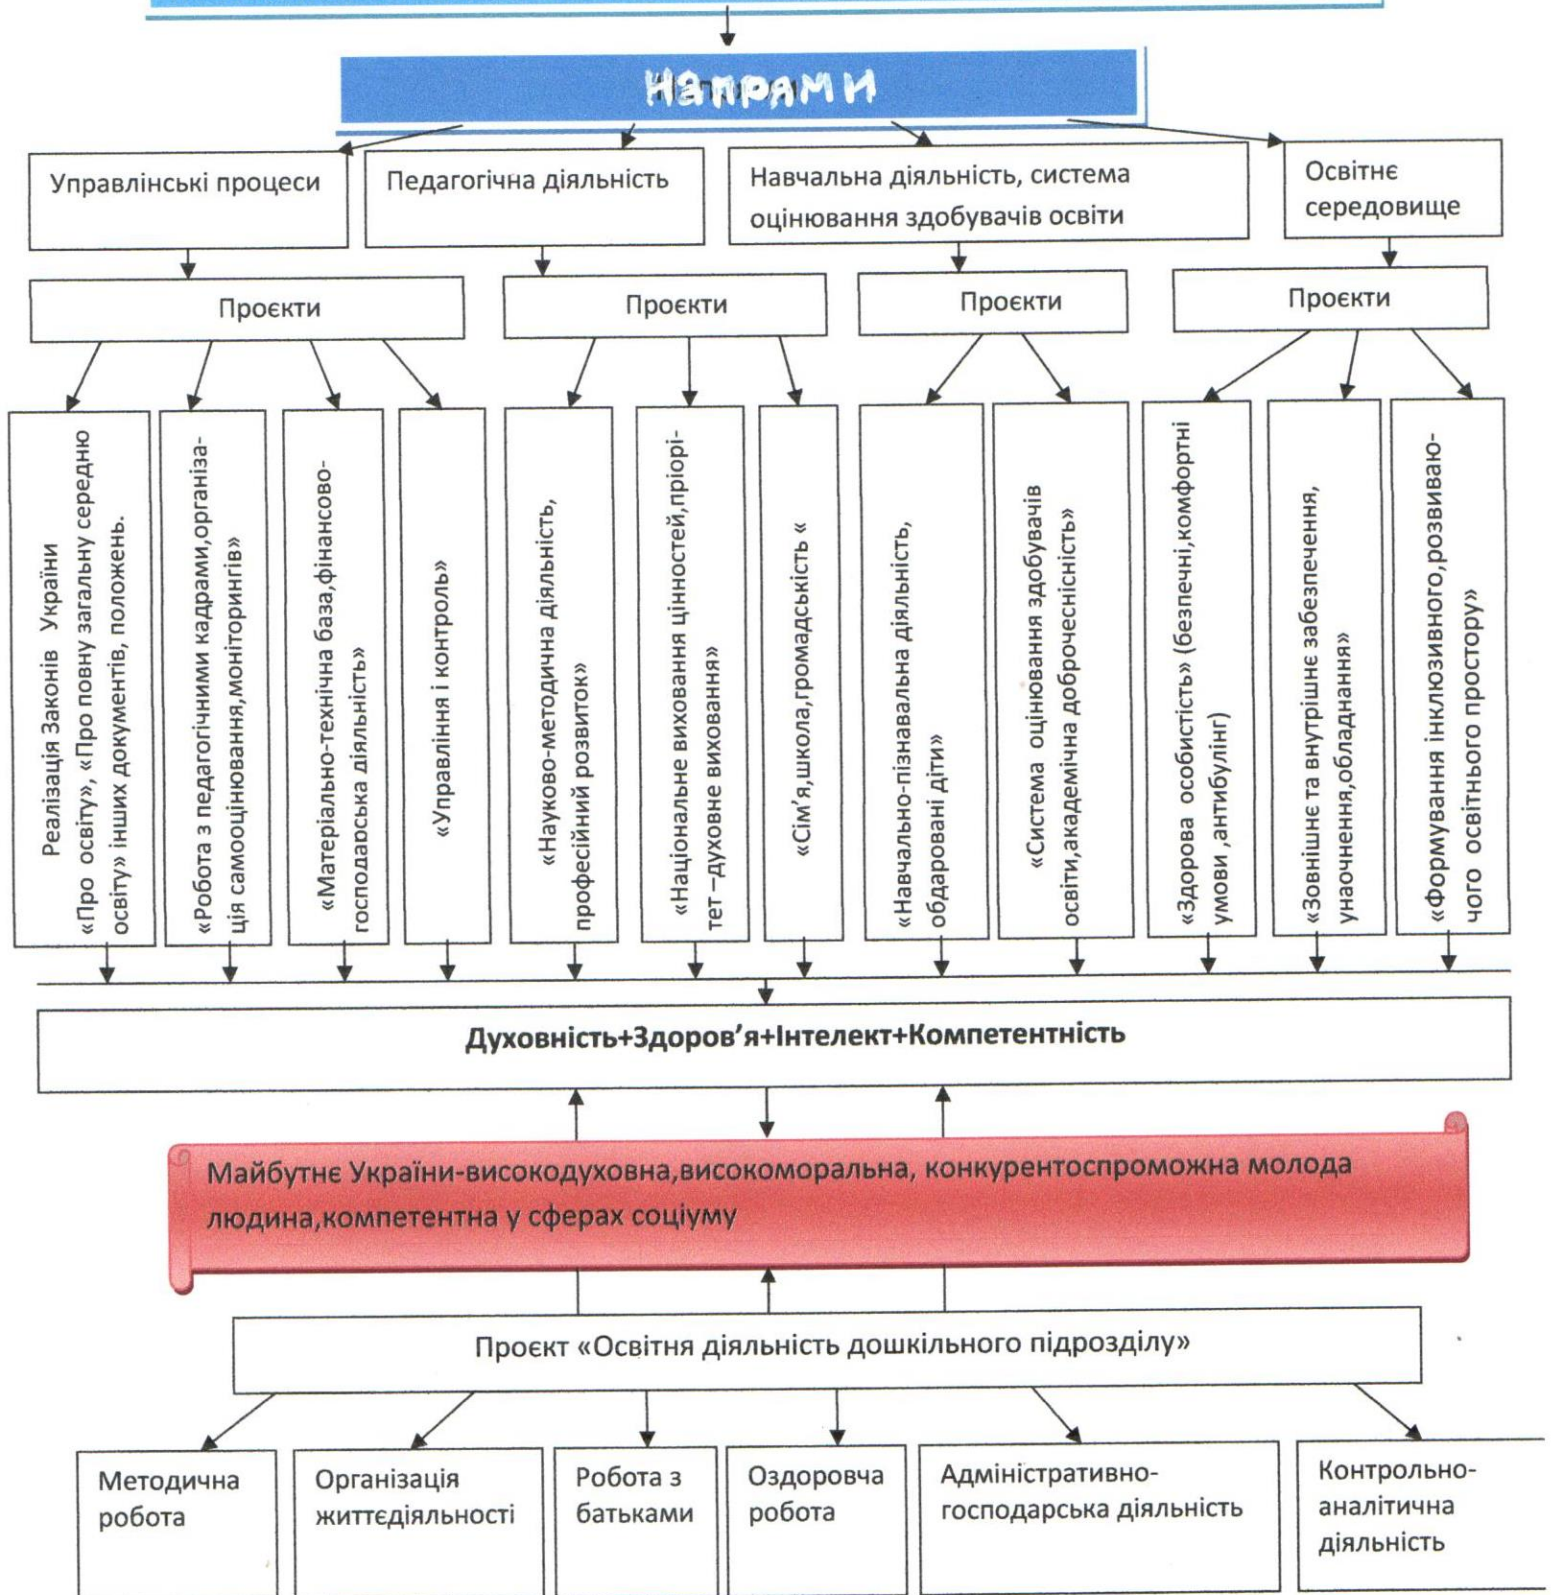 Напрями
Управлінські процеси
Педагогічна діяльність
Навчальна діяльність, система
оцінювання здобувачів освіти
Освітнє
середовище
Проєкти
Проєкти
Проєкти
Проєкти
Реалізація Законів України
«Про освіту», «Про повну загальну середню
освіту» інших документів, положень.
«Робота з педагогічними кадрами,організа-
ція самооцінювання,моніторингів»
«Матеріально-технічна база,фінансово-
господарська діяльність»
«Управління і контроль»
«Науково-методична діяльність,
професійний розвиток»
«Національне виховання цінностей,пріорі-
тет –духовне виховання»
«Сім’я,школа,громадськість «
«Навчально-пізнавальна діяльність,
обдаровані діти»
«Система оцінювання здобувачів
освіти,академічна доброчеснісність»
«Здорова особистість» (безпечні,комфортні
умови ,антибулінг)
«Зовнішнє та внутрішнє забезпечення,
унаочнення,обладнання»
«Формування інклюзивного,розвиваю-
чого освітнього простору»
Духовність+Здоров’я+Інтелект+Компетентність
Майбутнє України-високодуховна,високоморальна, конкурентоспроможна молода
людина,компетентна у сферах соціуму
Проєкт «Освітня діяльність дошкільного підрозділу»
Методична
робота
Організація
життєдіяльності
Робота з
батьками
Оздоровча
робота
Адміністративно-
господарська діяльність
Контрольно-
аналітична
діяльність